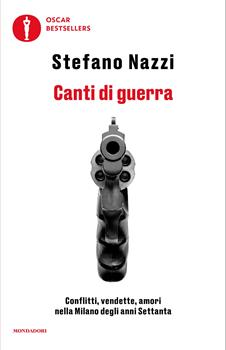 OSCAR
BESTSELLERS
Stefano Nazzi
Canti di guerra
Conflitti, vendette, amori
nella Milano degli anni Settanta
MONDADORI